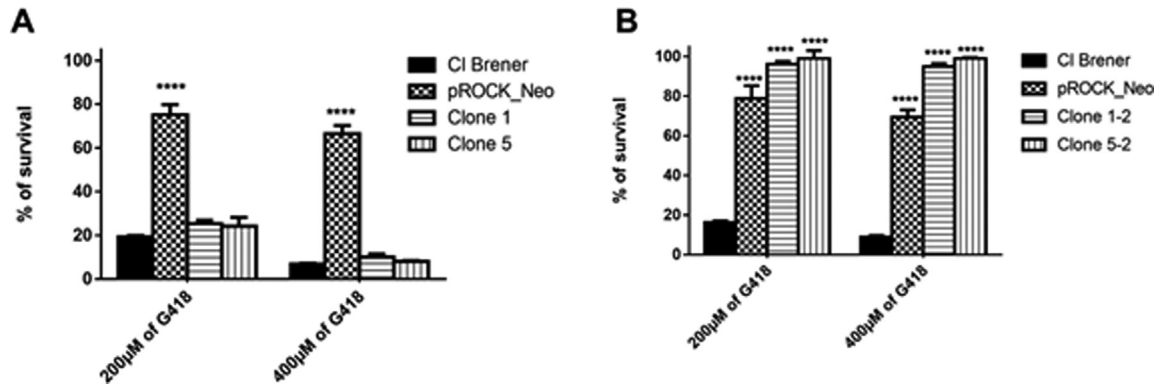 A
% of survival
100
80
60
40
20
0
****
****
200µM of G418
400µM of G418
CI Brener
pROCK_Neo
Clone 1
Clone 5
B
% of survival
100
80
60
40
20
0
****
****
****
****
****
****
200µM of G418
400µM of G418
CI Brener
pROCK_Neo
Clone 1-2
Clone 5-2